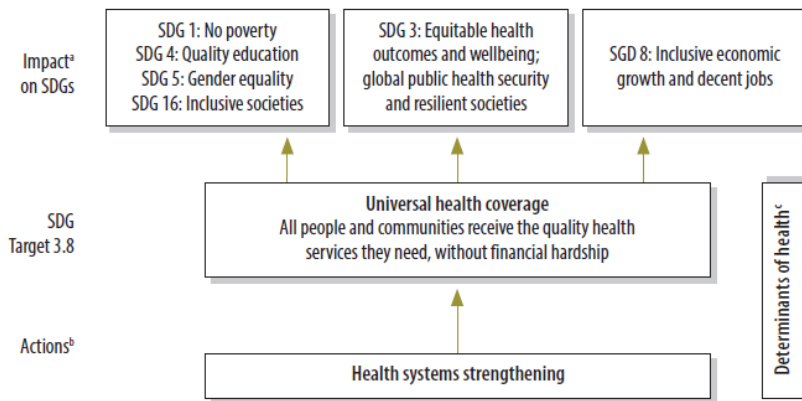 Impactᵃ
on SDGs
SDG 1: No poverty
SDG 4: Quality education
SDG 5: Gender equality
SDG 16: Inclusive societies
SDG 3: Equitable health
outcomes and wellbeing;
global public health security
and resilient societies
SGD 8: Inclusive economic
growth and decent jobs
SDG
Target 3.8
Universal health coverage
All people and communities receive the quality health
services they need, without financial hardship
Determinants of healthᶜ
Actionsᵇ
Health systems strengthening